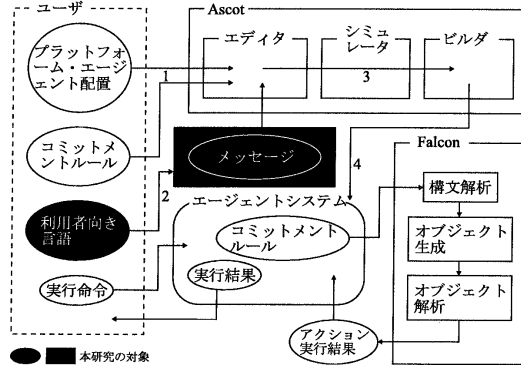 ユーザ
プラットフォ
ーム・エージ
ェント配置
コミットメ
ントルール
利用者向き
言語
実行命令
本研究の対象
Ascot
エディタ
シミュ
レータ
ビルダ
1
3
メッセージ
2
4
エージェントシステム
コミットメント
ルール
実行結果
アクション
実行結果
Falcon
構文解析
オブジェクト
生成
オブジェクト
解析